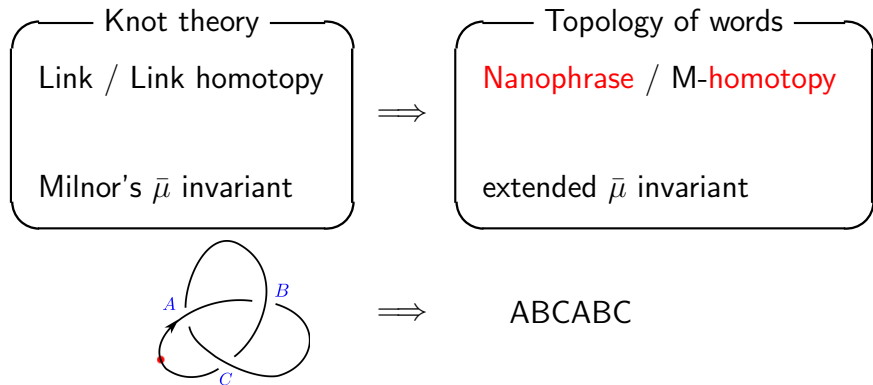 Knot theory
Link / Link homotopy
Milnor's μ̄ invariant
⟹
Topology of words
Nanophrase / M-homotopy
extended μ̄ invariant
A
B
C
⟹
ABCABC